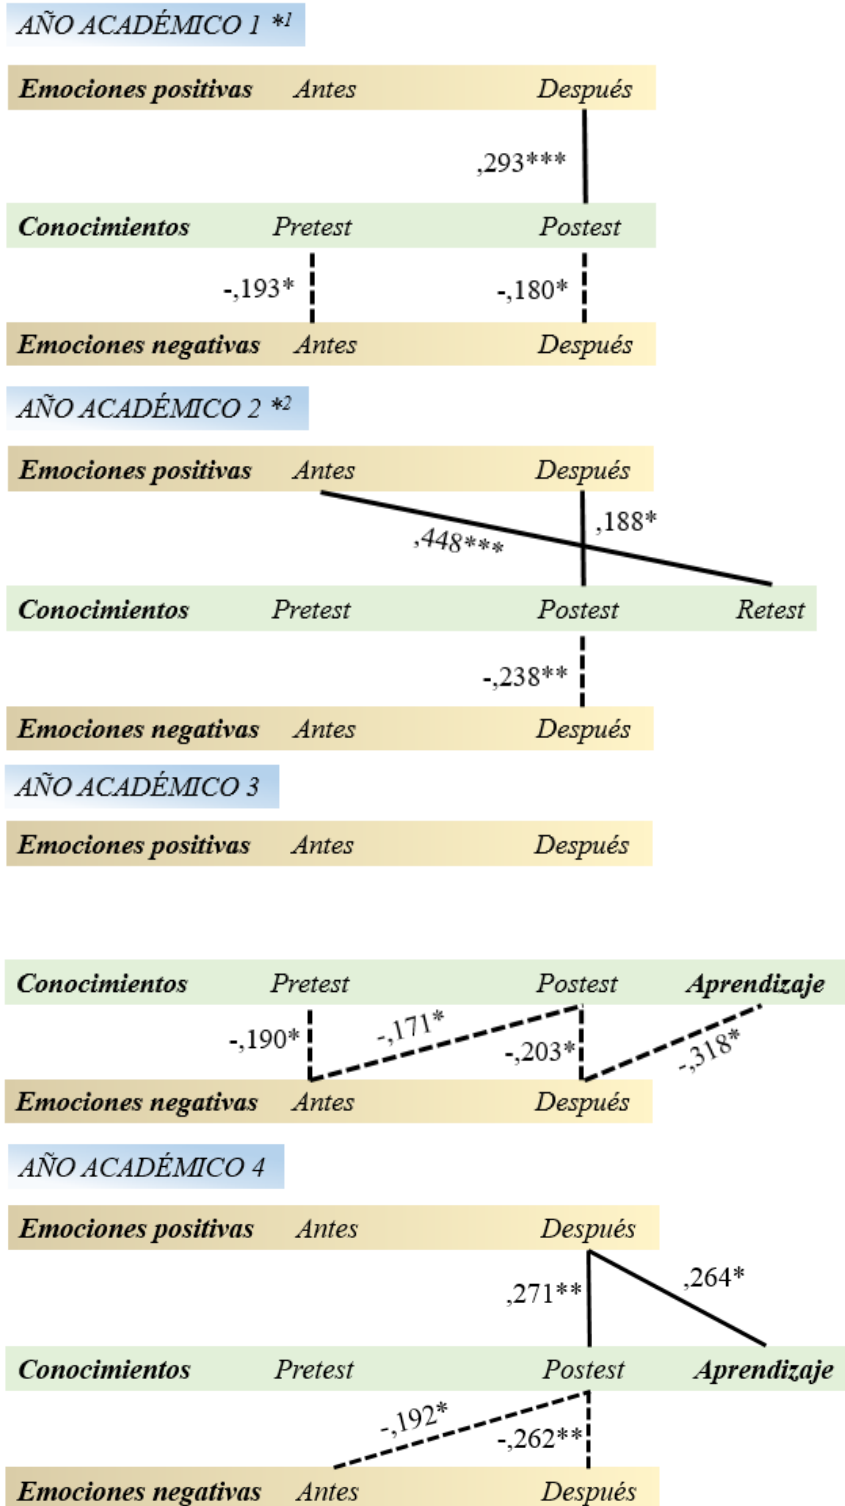 AÑO ACADÉMICO 1 *1
Emociones positivas Antes Después
,293***
Conocimientos Pretest Postest
-,193* -,180*
Emociones negativas Antes Después
AÑO ACADÉMICO 2 *2
Emociones positivas Antes Después
,448*** ,188*
Conocimientos Pretest Postest Retest
-,238**
Emociones negativas Antes Después
AÑO ACADÉMICO 3
Emociones positivas Antes Después
Conocimientos Pretest Postest Aprendizaje
-,190* -,171* -,203* -,318*
Emociones negativas Antes Después
AÑO ACADÉMICO 4
Emociones positivas Antes Después
,271** ,264*
Conocimientos Pretest Postest Aprendizaje
-,192* -,262**
Emociones negativas Antes Después